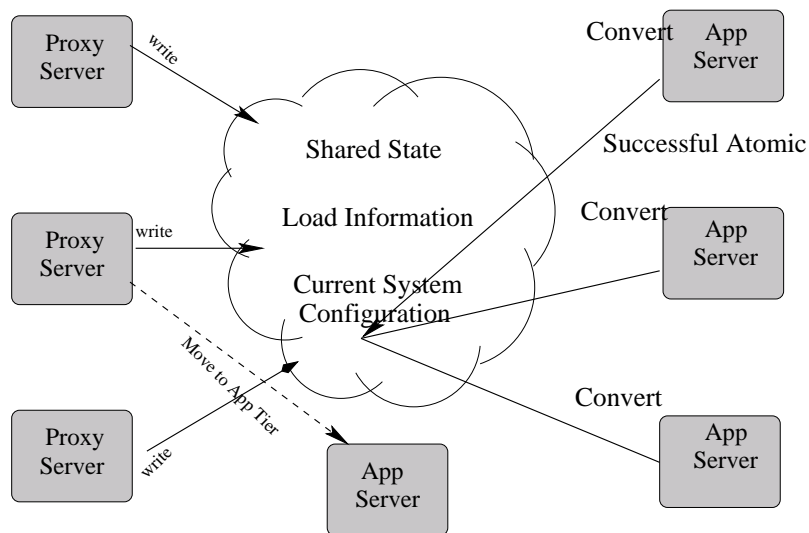 Proxy
Server
write
Convert
App
Server
Shared State
Successful Atomic
Proxy
Server
write
Load Information
Convert
App
Server
Current System
Configuration
Move to App Tier
Proxy
Server
write
App
Server
Convert
App
Server